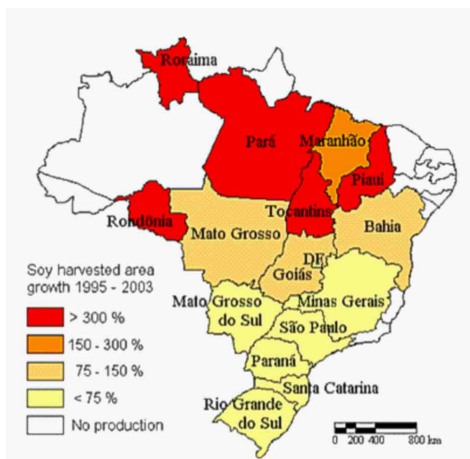 Roraima
Pará
Maranhão
Piauí
Tocantins
Rondônia
Mato Grosso
Bahia
DF
Goiás
Soy harvested area
growth 1995 - 2003
> 300 %
150 - 300 %
75 - 150 %
< 75 %
No production
Mato Grosso
do Sul
Minas Gerais
São Paulo
Paraná
Santa Catarina
Rio Grande
do Sul
0 200 400 800 km